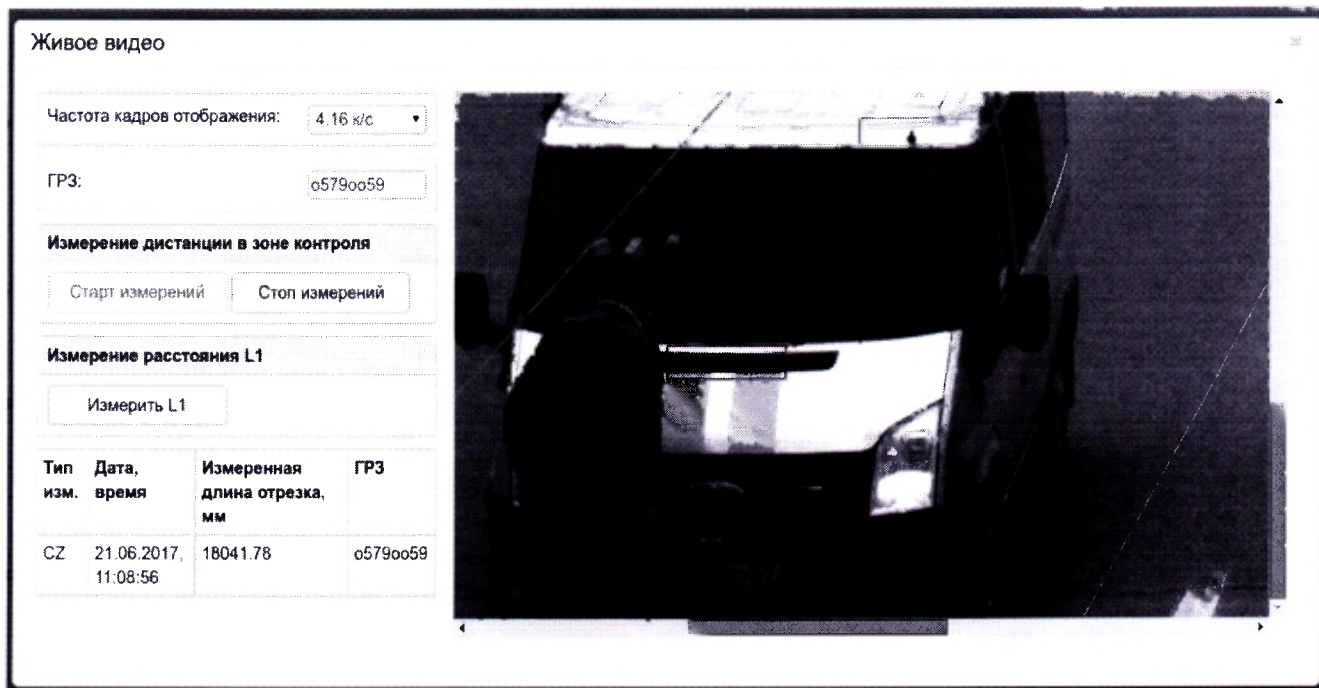 Живое видео
Частота кадров отображения:
4.16 к/с
ГРЗ:
о579оо59
Измерение дистанции в зоне контроля
Старт измерений
Стоп измерений
Измерение расстояния L1
Измерить L1
Тип изм.
Дата, время
Измеренная длина отрезка, мм
ГРЗ
CZ
21.06.2017, 11:08:56
18041.78
о579оо59